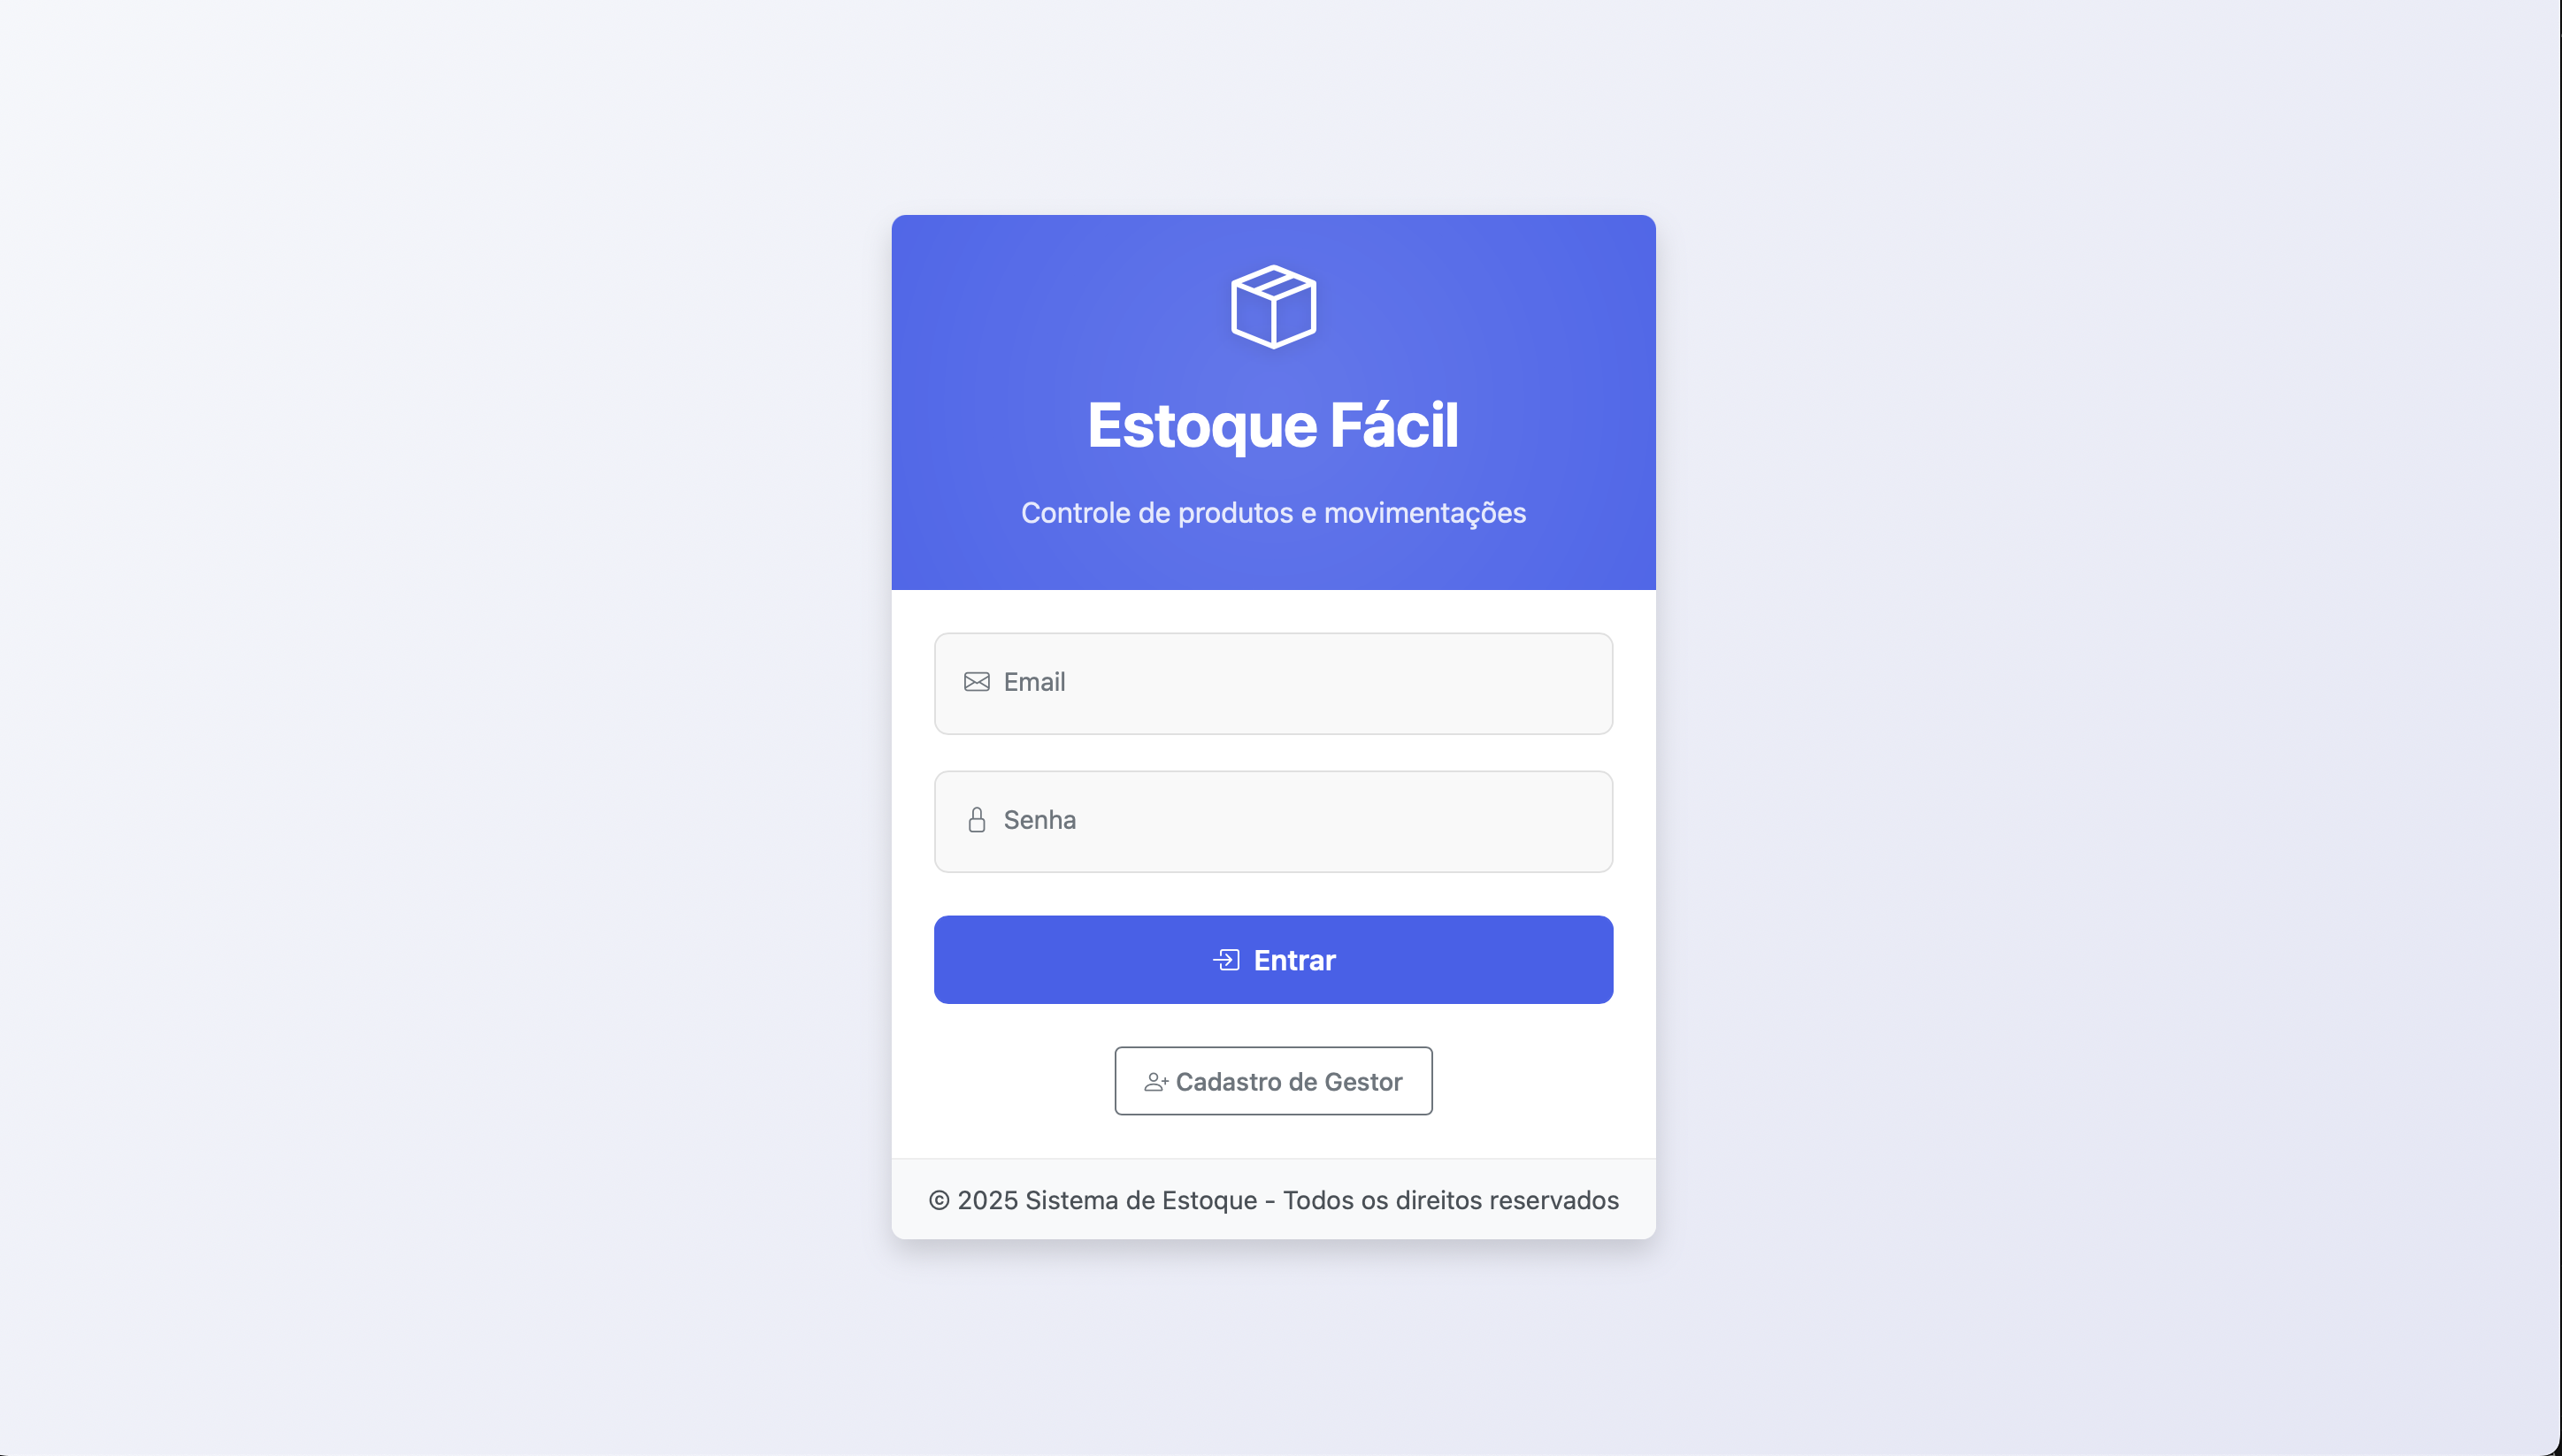 Estoque Fácil
Controle de produtos e movimentações
Email
Senha
Entrar
Cadastro de Gestor
© 2025 Sistema de Estoque - Todos os direitos reservados